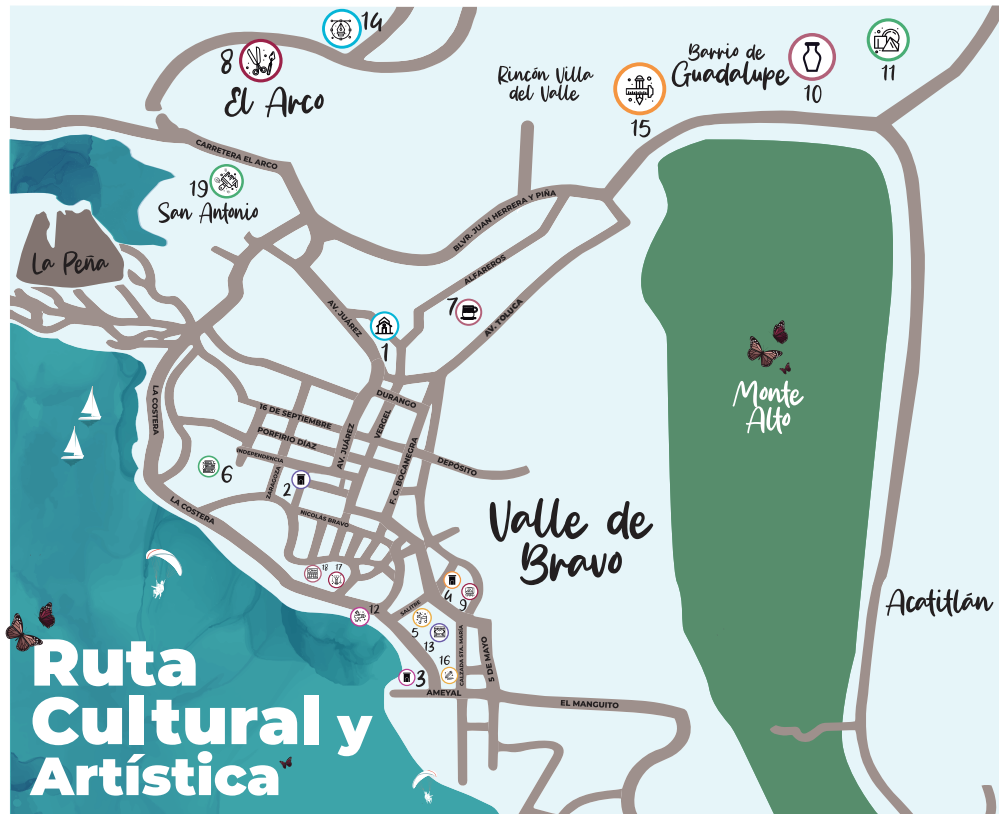 14
8
El Arco
Rincón Villa
del Valle
15
Barrio de
Guadalupe
10
11
CARRETERA EL ARCO
19
San Antonio
La Peña
BLVR. JUAN HERRERA Y PIÑA
ALFAREROS
7
AV. TOLUCA
AV. JUÁREZ
1
Monte
Alto
LA COSTERA
DURANGO
16 DE SEPTIEMBRE
VERGEL
PORFIRIO DÍAZ
AV. JUÁREZ
INDEPENDENCIA
F. G. BOCANEGRA
DEPÓSITO
6
ZARAGOZA
2
LA COSTERA
NICOLÁS BRAVO
Valle de
Bravo
18
17
4
9
12
SALITRE
5
13
16
CALZADA STA. MARÍA
5 DE MAYO
3
AMEYAL
EL MANGUITO
Acatitlán
Ruta
Cultural y
Artística